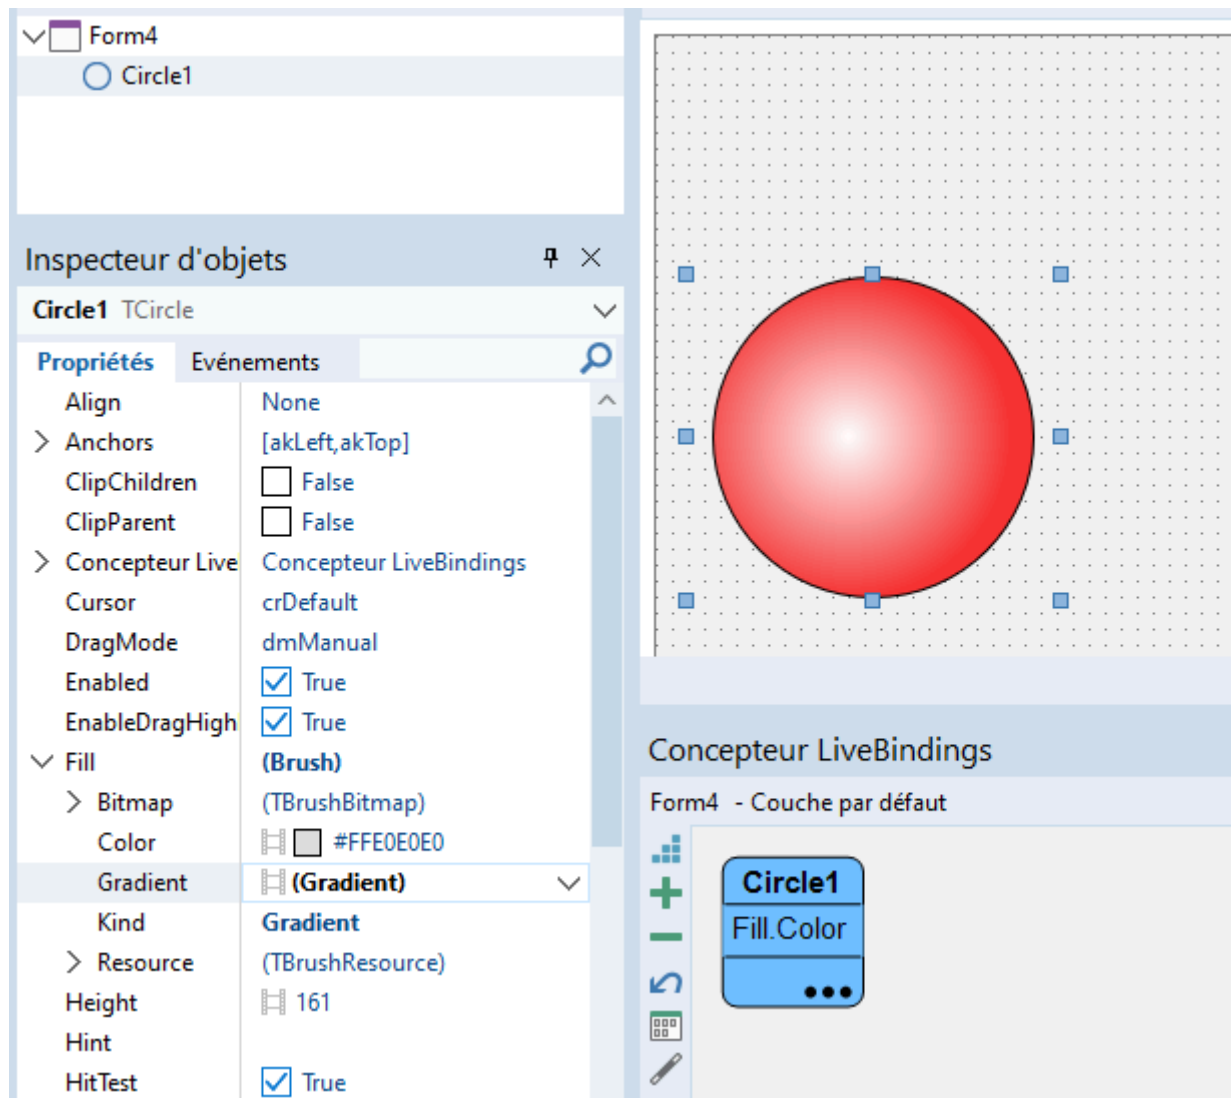 Form4
Circle1
Inspecteur d'objets
Circle1 TCircle
Propriétés Evénements
Align None
Anchors [akLeft,akTop]
ClipChildren False
ClipParent False
Concepteur Live Concepteur LiveBindings
Cursor crDefault
DragMode dmManual
Enabled True
EnableDragHigh True
Fill (Brush)
Bitmap (TBrushBitmap)
Color #FFE0E0E0
Gradient (Gradient)
Kind Gradient
Resource (TBrushResource)
Height 161
Hint
HitTest True
Concepteur LiveBindings
Form4 - Couche par défaut
Circle1
Fill.Color